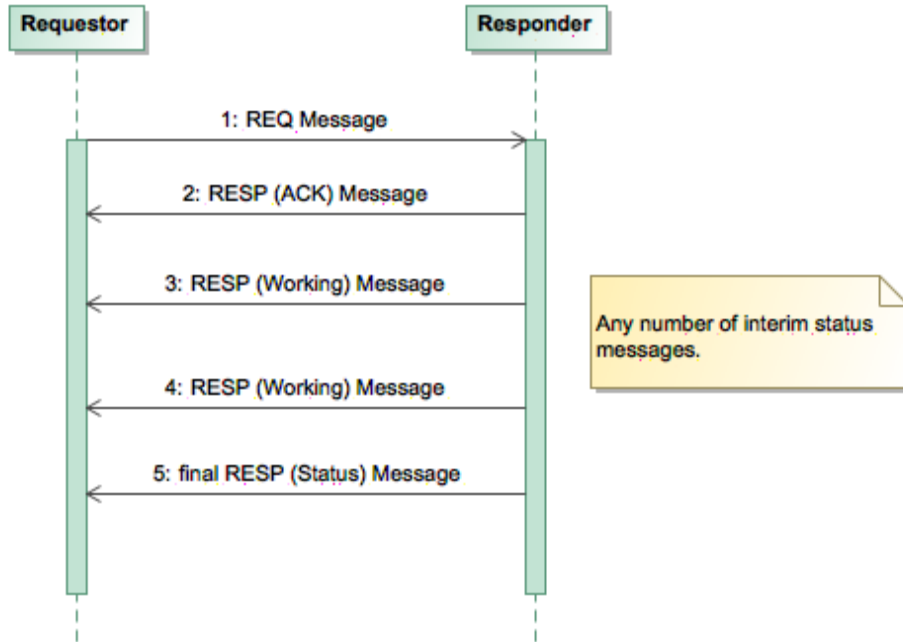 Requestor
Responder
1: REQ Message
2: RESP (ACK) Message
3: RESP (Working) Message
Any number of interim status
messages.
4: RESP (Working) Message
5: final RESP (Status) Message